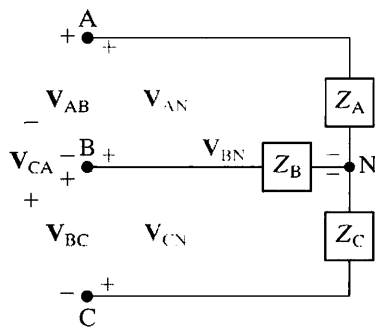 A
+ +
V_AB V_AN Z_A
−
B V_BN N
V_CA − + Z_B
+
+
V_BC V_CN Z_C
− +
C